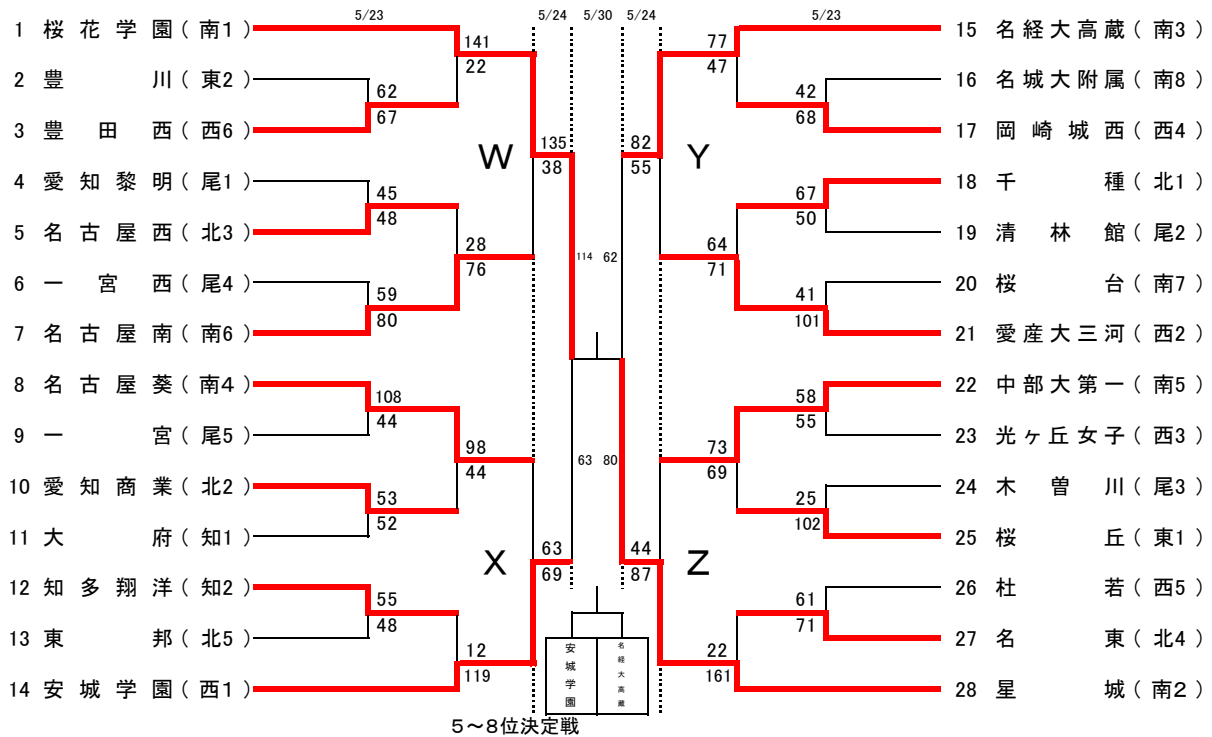 5/23 5/24 5/30 5/24 5/23
1 桜花学園(南1)
2 豊川(東2)
3 豊田西(西6)
4 愛知黎明(尾1)
5 名古屋西(北3)
6 一宮西(尾4)
7 名古屋南(南6)
8 名古屋葵(南4)
9 一宮(尾5)
10 愛知商業(北2)
11 大府(知1)
12 知多翔洋(知2)
13 東邦(北5)
14 安城学園(西1)
62
67
45
48
59
80
108
44
53
52
55
48
141
22
28
76
98
44
12
119
W
135
38
X
63
69
114 62
63 80
82
55
Y
44
87
Z
77
47
64
71
73
69
22
161
42
68
67
50
41
101
58
55
25
102
61
71
15 名経大高蔵(南3)
16 名城大附属(南8)
17 岡崎城西(西4)
18 千種(北1)
19 清林館(尾2)
20 桜台(南7)
21 愛産大三河(西2)
22 中部大第一(南5)
23 光ヶ丘女子(西3)
24 木曽川(尾3)
25 桜丘(東1)
26 杜若(西5)
27 名東(北4)
28 星城(南2)
安城学園
名経大高蔵
5～8位決定戦